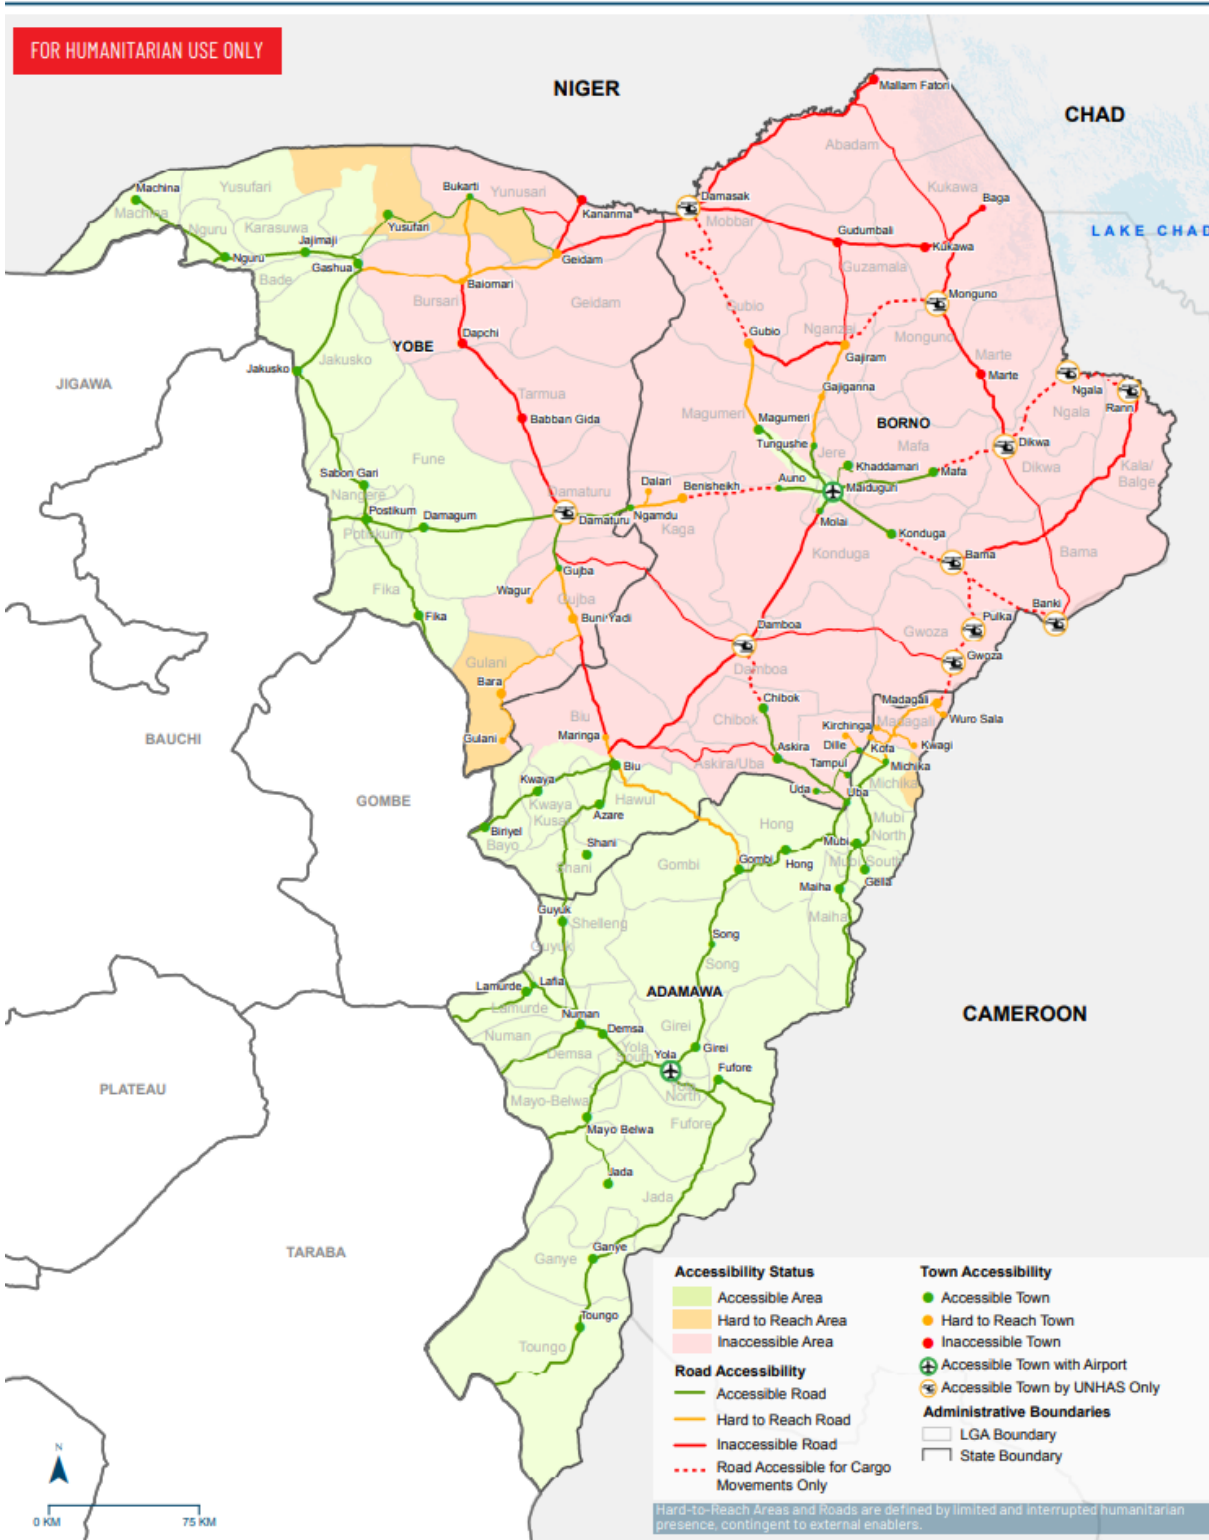 FOR HUMANITARIAN USE ONLY
NIGER
CHAD
LAKE CHAD
Mallam Fatori
Abadam
Kukawa
Baga
Machina
Machina
Yusufari
Nguru
Karasuwa
Jajimaji
Nguru
Gashua
Bade
Yusufari
Bukarti
Yunusari
Kananma
Geidam
Baiomari
Bursari
Geidam
Damasak
Mobbar
Gudumbali
Kukawa
Guzamala
Monguno
Gubio
Gubio
Nganzai
Gajiram
Monguno
Marte
Marte
Ngala
Ngala
Rann
Dapchi
YOBE
Jakusko
Jakusko
JIGAWA
Tarmua
Babban Gida
Magumeri
Gajiganna
Magumeri
Tungushe
BORNO
Mafa
Jere
Khaddamari
Mafa
Dikwa
Dikwa
Kala/
Balge
Fune
Sabon Gari
Nangere
Postikum
Damagum
Potiskum
Damaturu
Damaturu
Dalari
Benisheikh
Ngamdu
Kaga
Auno
Maiduguri
Molai
Konduga
Konduga
Bama
Bama
Fika
Fika
Gujba
Wagur
Gujba
Buni Yadi
Banki
Pulka
Gwoza
Gwoza
Damboa
Damboa
Gulani
Bara
Gulani
Chibok
Chibok
Biu
Maringa
Askira
Askira/Uba
Madagali
Wuro Sala
Kirchinga
Madagali
Dille
Kofa
Kwagi
Tampul
Michika
Michika
Uda
Uba
BAUCHI
GOMBE
Biu
Kwaya
Kwaya
Kusar
Hawul
Azare
Biriyel
Bayo
Shani
Shani
Hong
Mubi
North
Mubi
Gombi
Gombi
Hong
Mubi South
Gella
Maiha
Maiha
Guyuk
Shelleng
Guyuk
Song
Song
Lafia
Lamurde
Lamurde
ADAMAWA
CAMEROON
Numan
Numan
Demsa
Demsa
Girei
Yola
South
Yola
Girei
Fufore
Yola
North
PLATEAU
Mayo-Belwa
Mayo Belwa
Fufore
Jada
Jada
TARABA
Ganye
Ganye
Toungo
Toungo
Accessibility Status
Accessible Area
Hard to Reach Area
Inaccessible Area
Road Accessibility
Accessible Road
Hard to Reach Road
Inaccessible Road
Road Accessible for Cargo
Movements Only
Town Accessibility
Accessible Town
Hard to Reach Town
Inaccessible Town
Accessible Town with Airport
Accessible Town by UNHAS Only
Administrative Boundaries
LGA Boundary
State Boundary
Hard-to-Reach Areas and Roads are defined by limited and interrupted humanitarian
presence, contingent to external enablers.
N
0 KM
75 KM